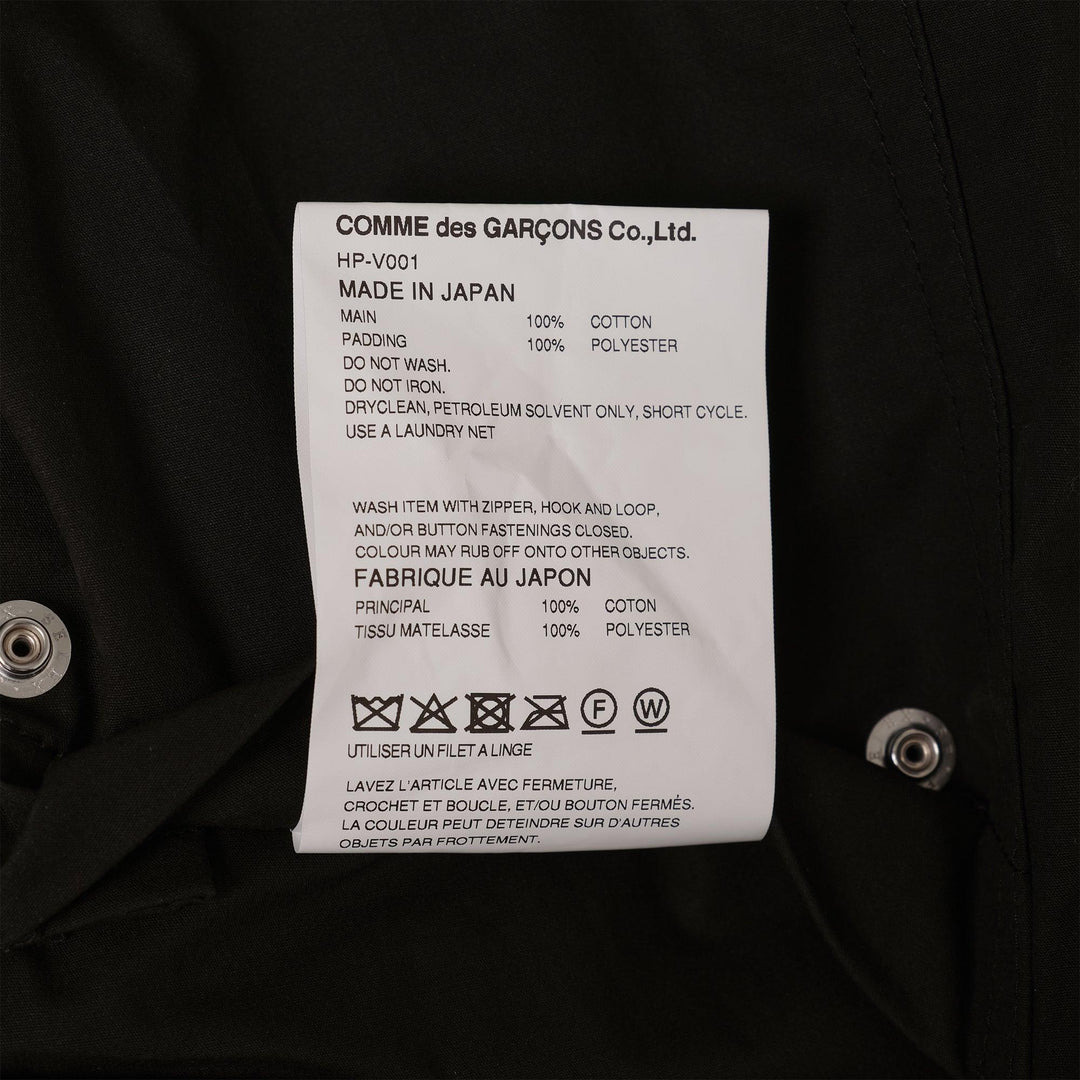 COMME des GARÇONS Co.,Ltd.
HP-V001
MADE IN JAPAN
MAIN 100% COTTON
PADDING 100% POLYESTER
DO NOT WASH.
DO NOT IRON.
DRYCLEAN, PETROLEUM SOLVENT ONLY, SHORT CYCLE.
USE A LAUNDRY NET
WASH ITEM WITH ZIPPER, HOOK AND LOOP,
AND/OR BUTTON FASTENINGS CLOSED.
COLOUR MAY RUB OFF ONTO OTHER OBJECTS.
FABRIQUE AU JAPON
PRINCIPAL 100% COTON
TISSU MATELASSE 100% POLYESTER
F W
UTILISER UN FILET A LINGE
LAVEZ L'ARTICLE AVEC FERMETURE,
CROCHET ET BOUCLE, ET/OU BOUTON FERMÉS.
LA COULEUR PEUT DETEINDRE SUR D'AUTRES
OBJETS PAR FROTTEMENT.